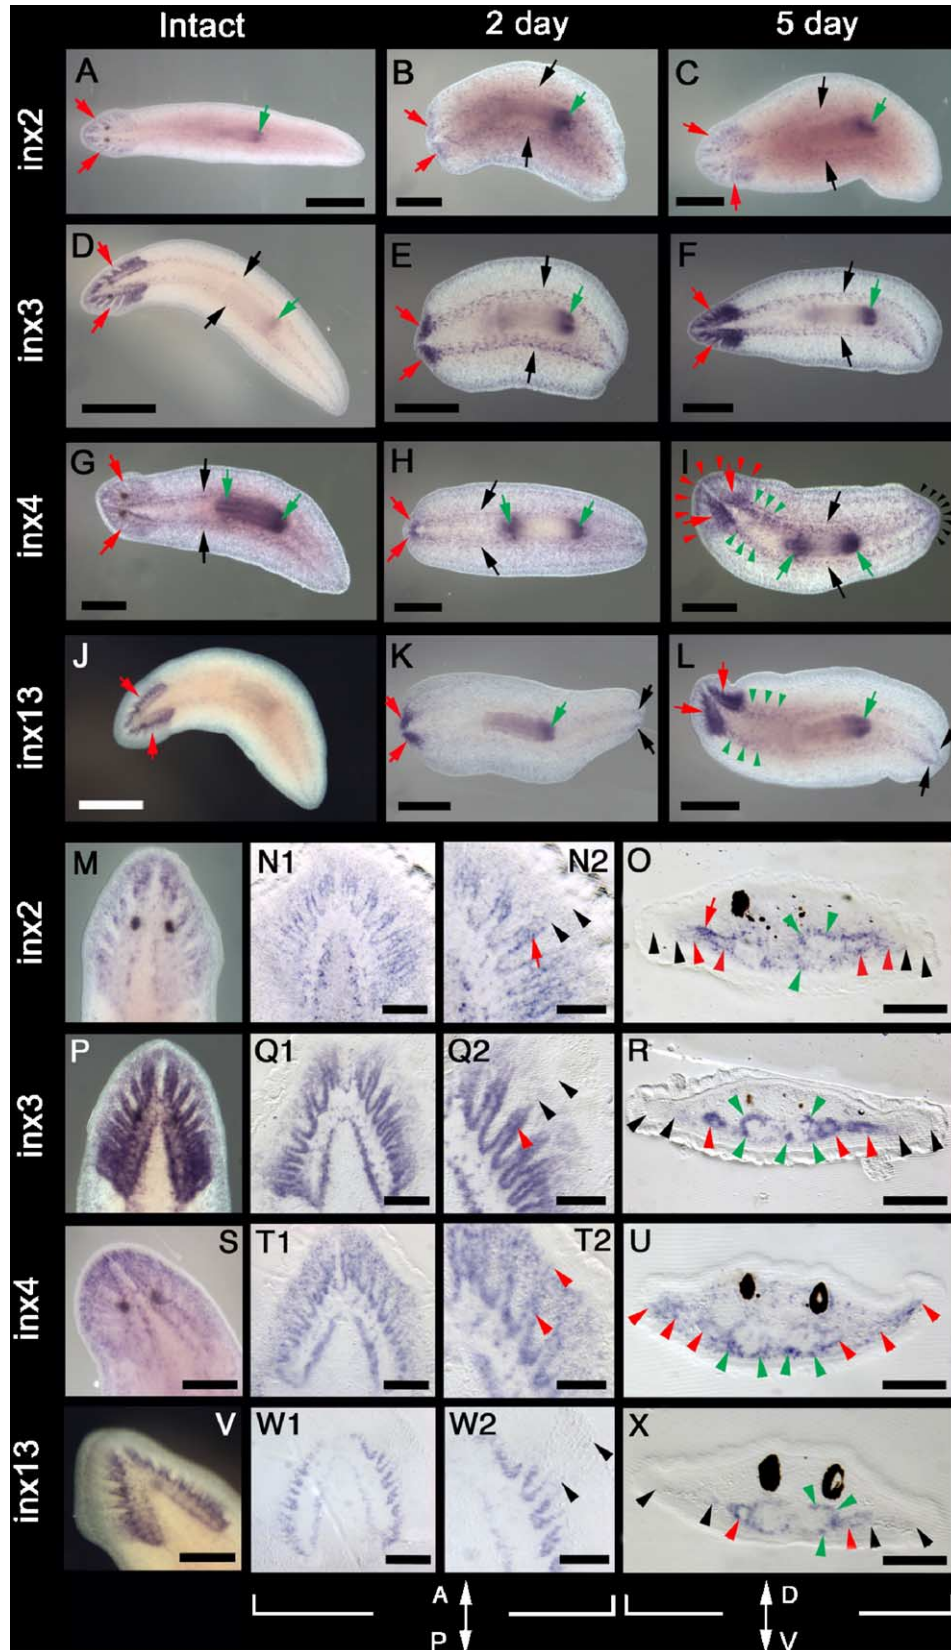 Intact 2 day 5 day
inx2 A B C
inx3 D E F
inx4 G H I
inx13 J K L
inx2 M N1 N2 O
inx3 P Q1 Q2 R
inx4 S T1 T2 U
inx13 V W1 W2 X
A D
P V